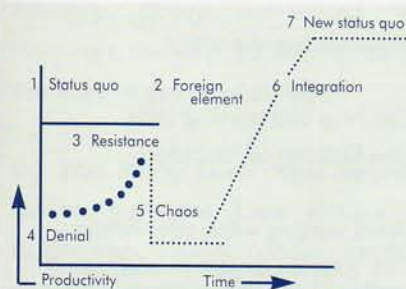 7 New status quo
1 Status quo
2 Foreign
element
6 Integration
3 Resistance
5 Chaos
4 Denial
Productivity
Time